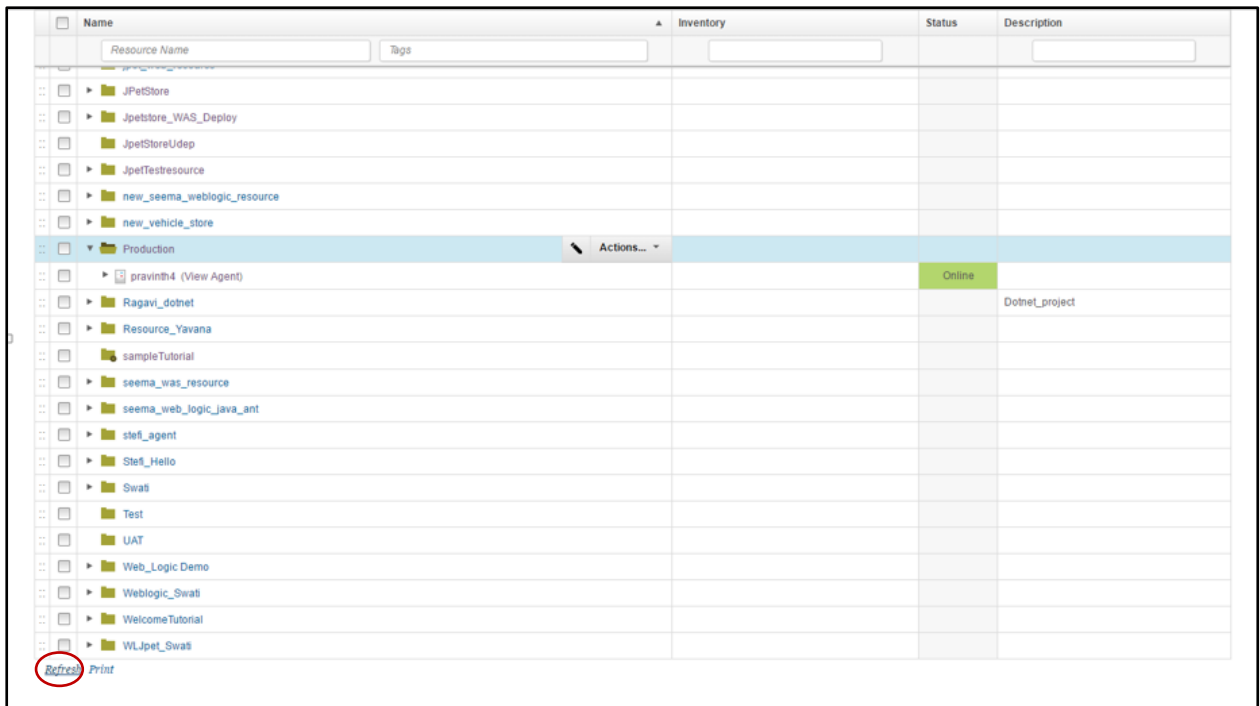 Name Inventory Status Description
Resource Name Tags
jpet_web_resource
JPetStore
Jpetstore_WAS_Deploy
JpetStoreUdep
JpetTestresource
new_seema_weblogic_resource
new_vehicle_store
Production Actions...
pravinth4 (View Agent) Online
Ragavi_dotnet Dotnet_project
Resource_Yavana
sampleTutorial
seema_was_resource
seema_web_logic_java_ant
stefi_agent
Stefi_Hello
Swati
Test
UAT
Web_Logic Demo
Weblogic_Swati
WelcomeTutorial
WLJpet_Swati
Refresh Print